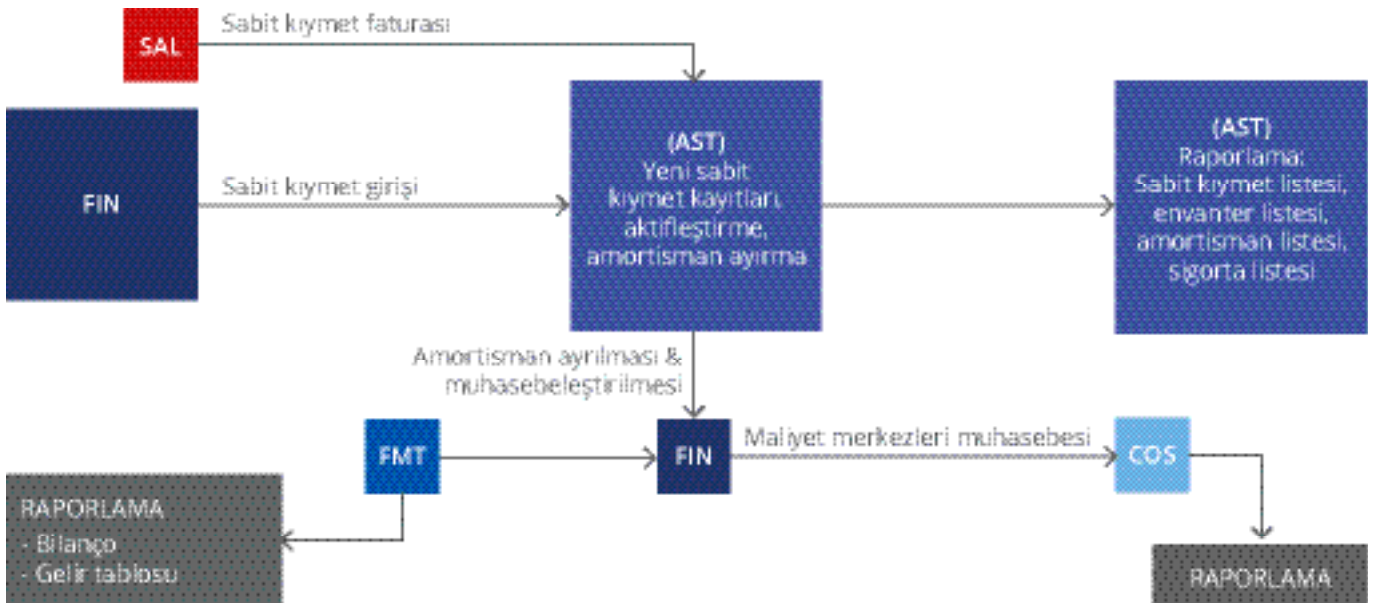 Sabit kıymet faturası
SAL
(AST)
Yeni sabit
kıymet kayıtları,
aktifleştirme,
amortisman ayırma
(AST)
Raporlama:
Sabit kıymet listesi,
envanter listesi,
amortisman listesi,
sigorta listesi
FIN
Sabit kıymet girişi
Amortisman ayrılması &
muhasebeleştirilmesi
FMT
FIN
Maliyet merkezleri muhasebesi
COS
RAPORLAMA
- Bilanço
- Gelir tablosu
RAPORLAMA